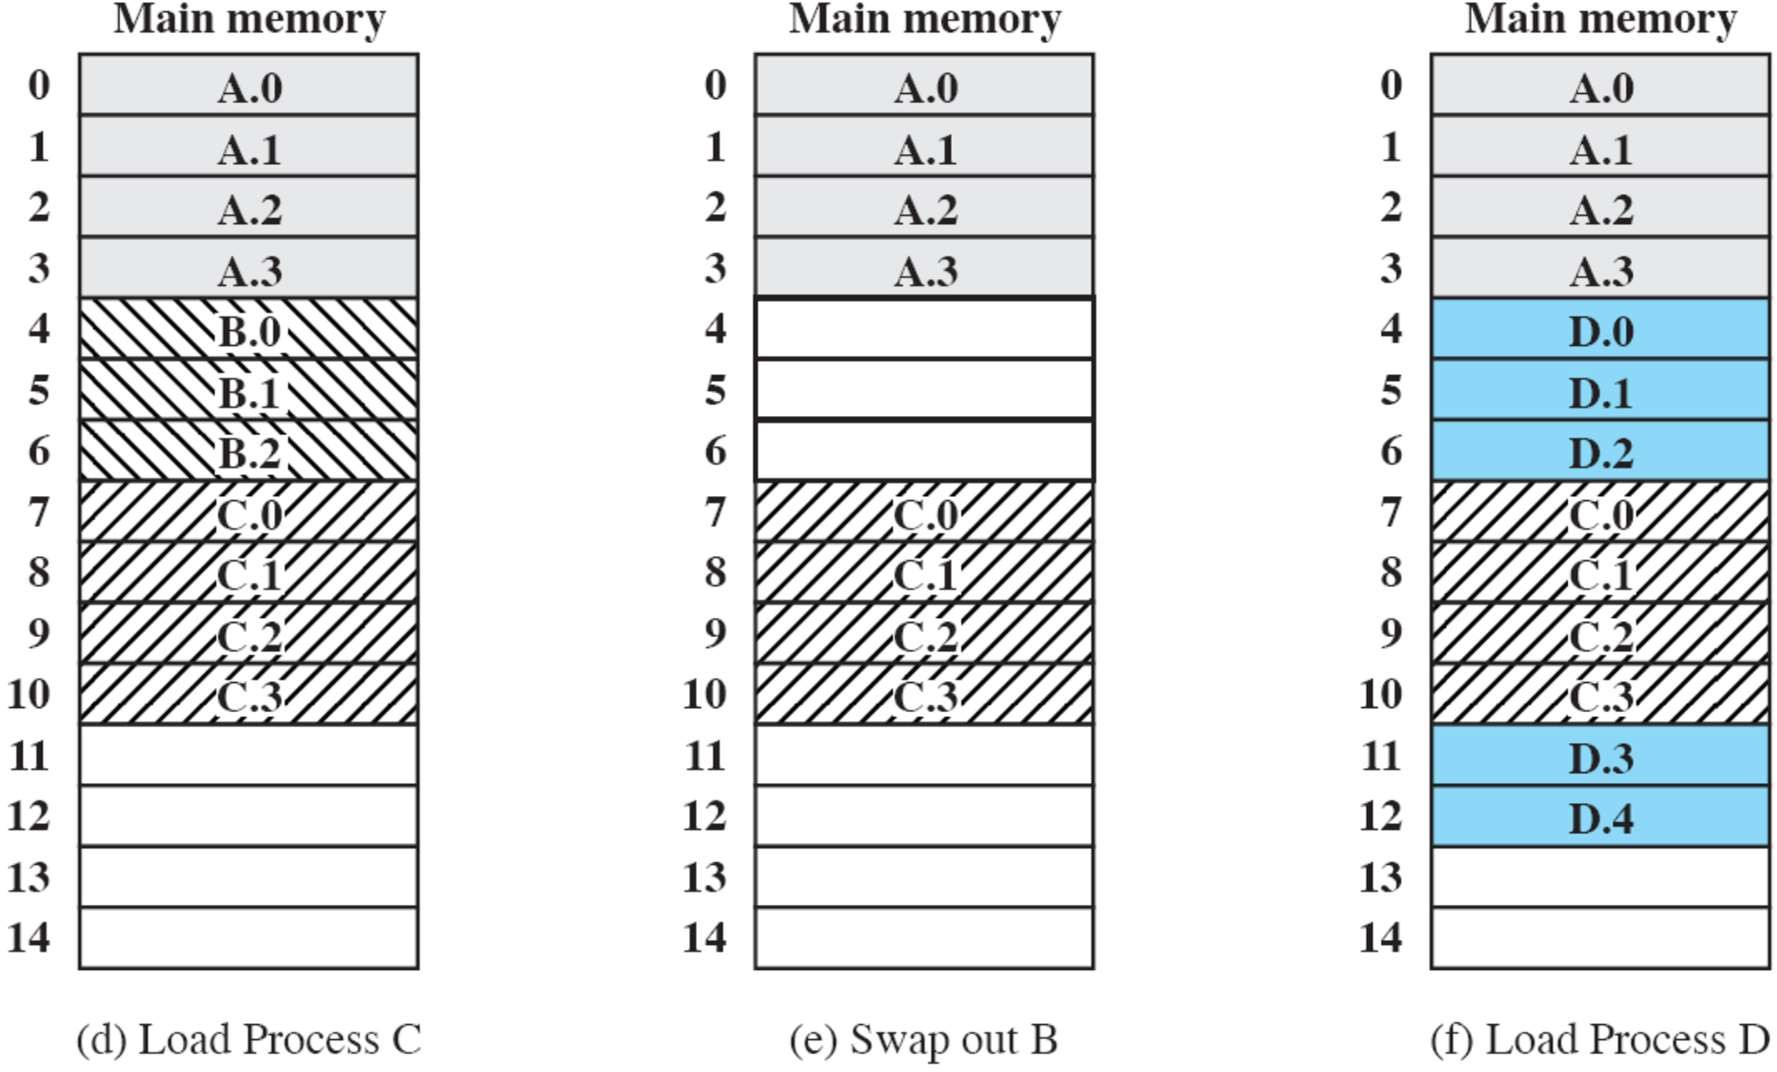 Main memory Main memory Main memory
0 A.0 0 A.0 0 A.0
1 A.1 1 A.1 1 A.1
2 A.2 2 A.2 2 A.2
3 A.3 3 A.3 3 A.3
4 B.0 4 4 D.0
5 B.1 5 5 D.1
6 B.2 6 6 D.2
7 C.0 7 C.0 7 C.0
8 C.1 8 C.1 8 C.1
9 C.2 9 C.2 9 C.2
10 C.3 10 C.3 10 C.3
11 11 11 D.3
12 12 12 D.4
13 13 13
14 14 14
(d) Load Process C (e) Swap out B (f) Load Process D